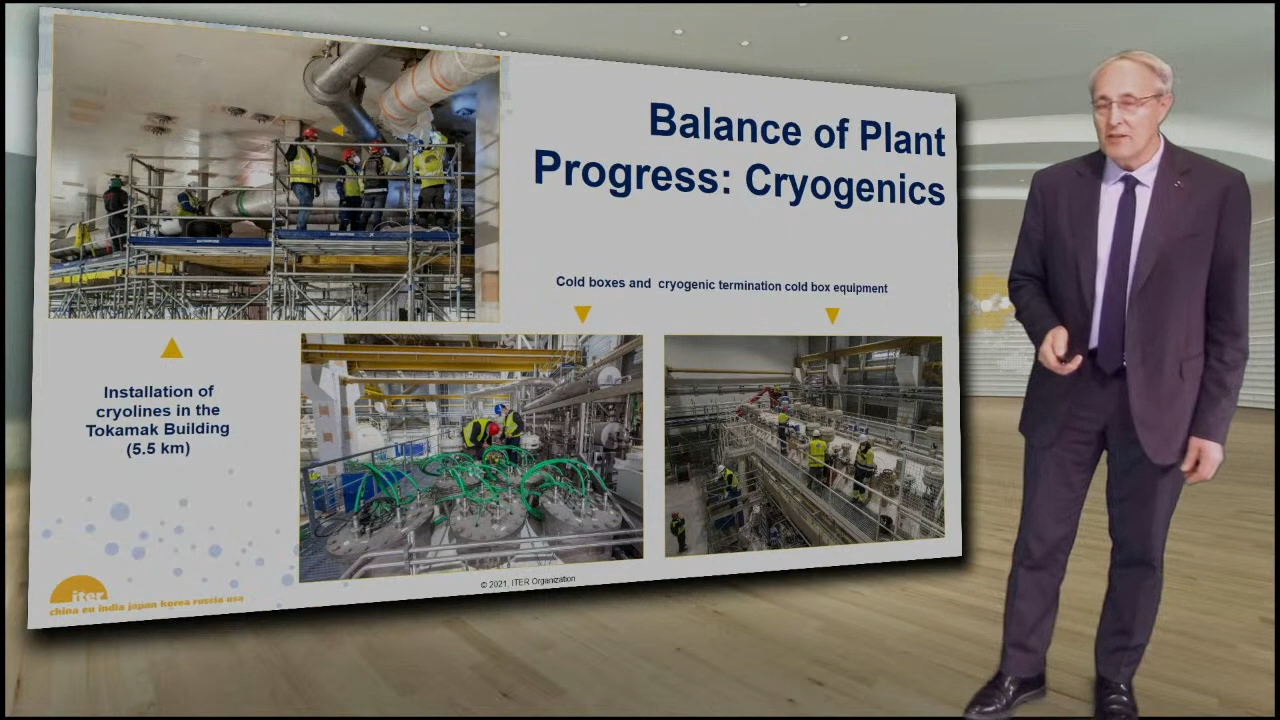 Balance of Plant
Progress: Cryogenics
Cold boxes and cryogenic termination cold box equipment
Installation of
cryolines in the
Tokamak Building
(5.5 km)
© 2021, ITER Organization
iter
china eu india japan korea russia usa